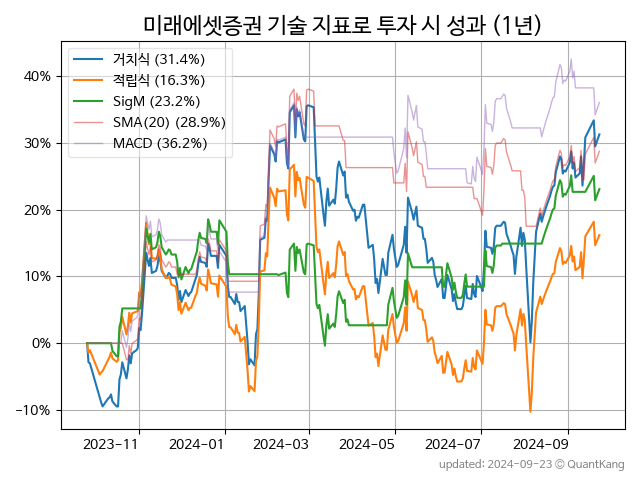 미래에셋증권 기술 지표로 투자 시 성과 (1년)
거치식 (31.4%)
적립식 (16.3%)
SigM (23.2%)
SMA(20) (28.9%)
MACD (36.2%)
40%
30%
20%
10%
0%
−10%
2023-11
2024-01
2024-03
2024-05
2024-07
2024-09
updated: 2024-09-23 © QuantKang